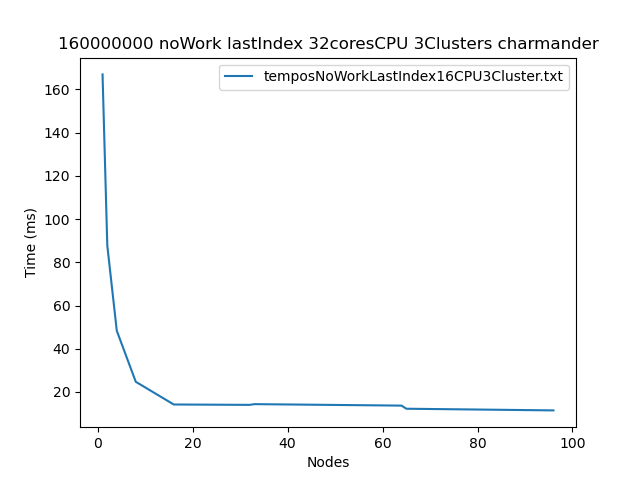 160000000 noWork lastIndex 32coresCPU 3Clusters charmander
temposNoWorkLastIndex16CPU3Cluster.txt
Time (ms)
160
140
120
100
80
60
40
20
0 20 40 60 80 100
Nodes